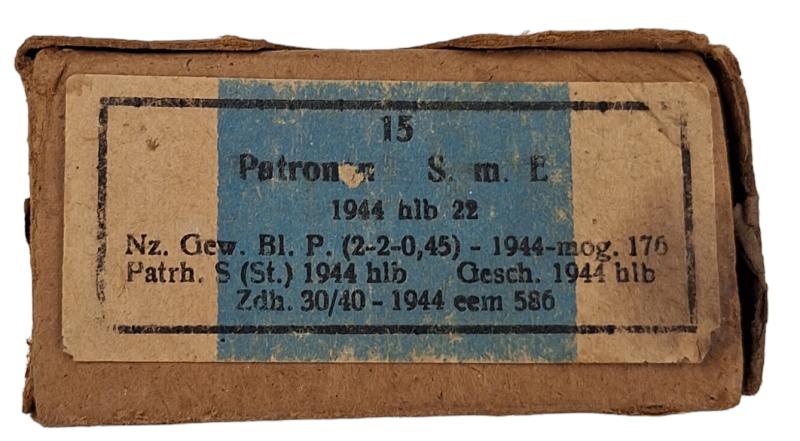 15
Patronen S. m. E
1944 hlb 22
Nz. Gew. Bl. P. (2-2-0,45) - 1944-mog. 176
Patrh. S (St.) 1944 hlb Gesch. 1944 hlb
Zdh. 30/40 - 1944 eem 586